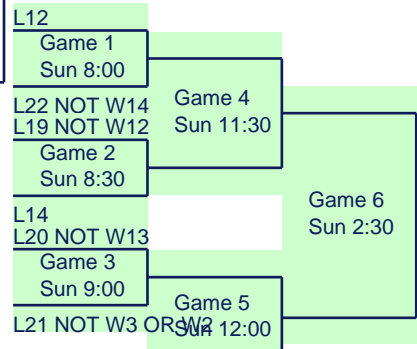 L12
Game 1
Sun 8:00
L22 NOT W14
L19 NOT W12
Game 2
Sun 8:30
L14
L20 NOT W13
Game 3
Sun 9:00
L21 NOT W3 OR W2
Game 4
Sun 11:30
Game 5
Sun 12:00
Game 6
Sun 2:30